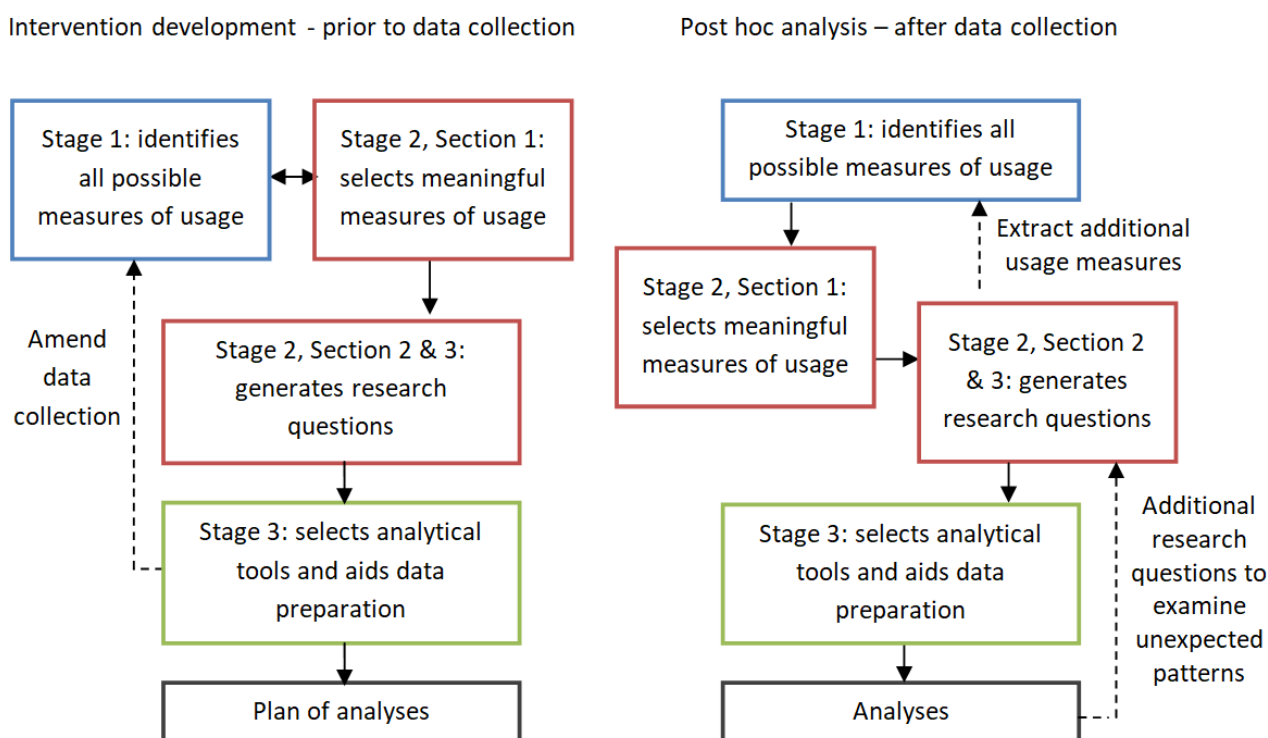 Intervention development - prior to data collection
Post hoc analysis – after data collection
Stage 1: identifies
all possible
measures of usage
Stage 2, Section 1:
selects meaningful
measures of usage
Amend
data
collection
Stage 2, Section 2 & 3:
generates research
questions
Stage 3: selects analytical
tools and aids data
preparation
Plan of analyses
Stage 1: identifies all
possible measures of usage
Extract additional
usage measures
Stage 2, Section 1:
selects meaningful
measures of usage
Stage 2, Section 2
& 3: generates
research questions
Stage 3: selects analytical
tools and aids data
preparation
Additional
research
questions to
examine
unexpected
patterns
Analyses